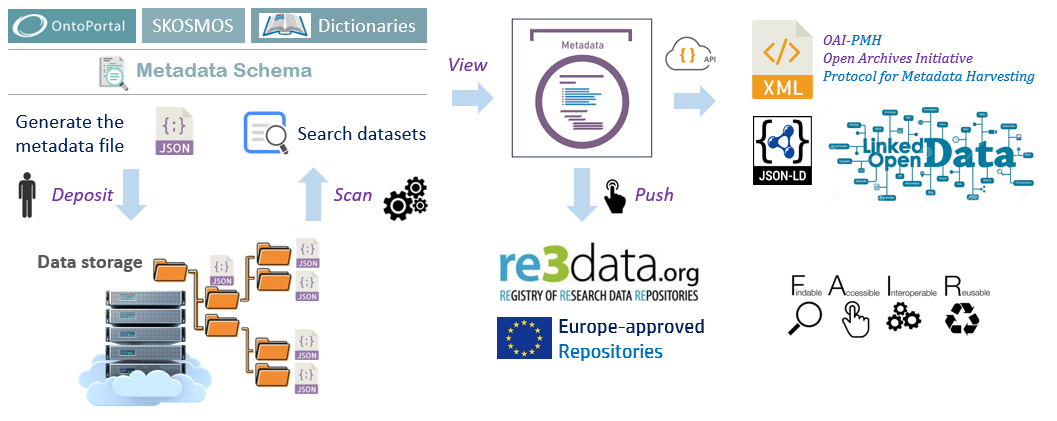 OntoPortal
SKOSMOS
Dictionaries
Metadata Schema
Generate the
metadata file
{;}
JSON
Search datasets
Deposit
Scan
Data storage
{;}
JSON
{;}
JSON
{;}
JSON
{;}
JSON
{;}
JSON
View
Metadata
{ }
API
Push
re3data.org
REGISTRY OF RESEARCH DATA REPOSITORIES
Europe-approved
Repositories
</>
XML
OAI-PMH
Open Archives Initiative
Protocol for Metadata Harvesting
{ }
JSON-LD
Linked
Open Data
Findable
Accessible
Interoperable
Reusable